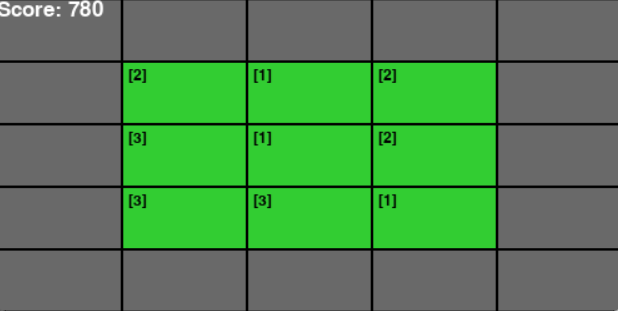 Score: 780
[2] [1] [2]
[3] [1] [2]
[3] [3] [1]